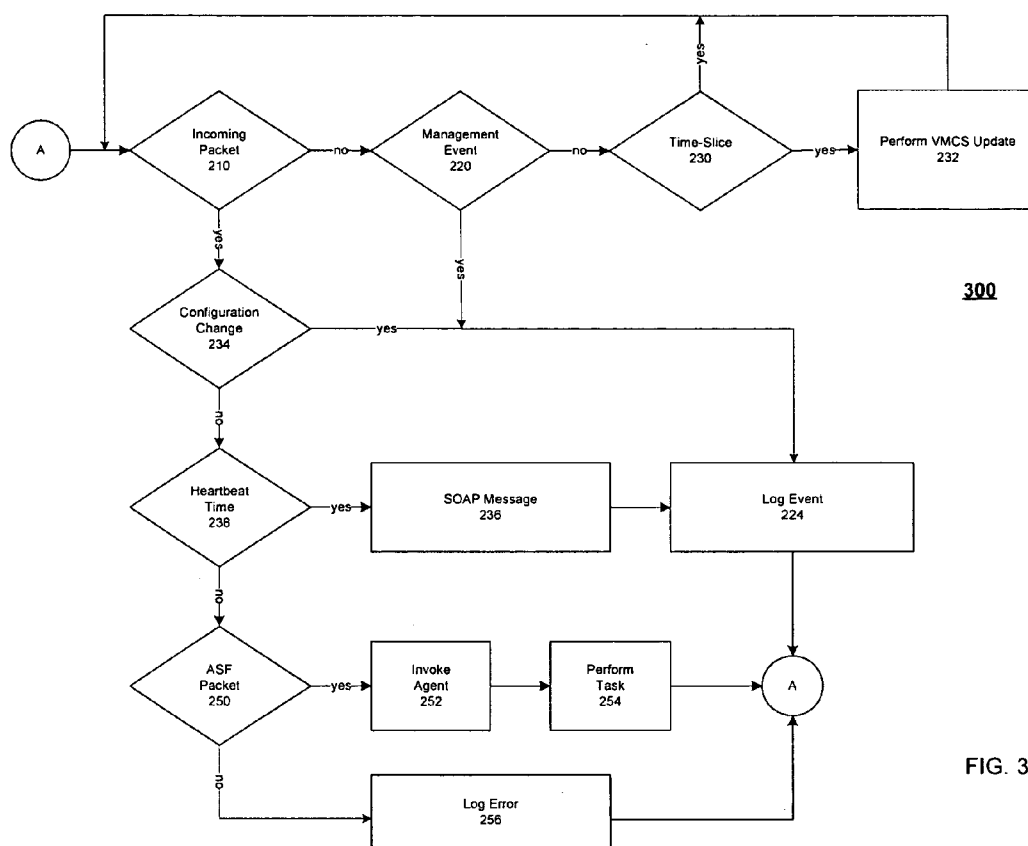 yes
A
Incoming
Packet
210
no
Management
Event
220
no
Time-Slice
230
yes
Perform VMCS Update
232
yes
yes
300
Configuration
Change
234
yes
no
Heartbeat
Time
238
yes
SOAP Message
236
Log Event
224
no
ASF
Packet
250
yes
Invoke
Agent
252
Perform
Task
254
A
no
Log Error
256
FIG. 3